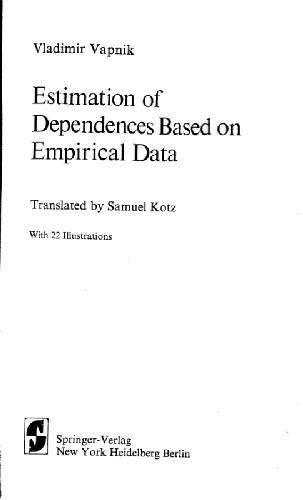 Vladimir Vapnik
Estimation of
Dependences Based on
Empirical Data
Translated by Samuel Kotz
With 22 Illustrations
Springer-Verlag
New York Heidelberg Berlin